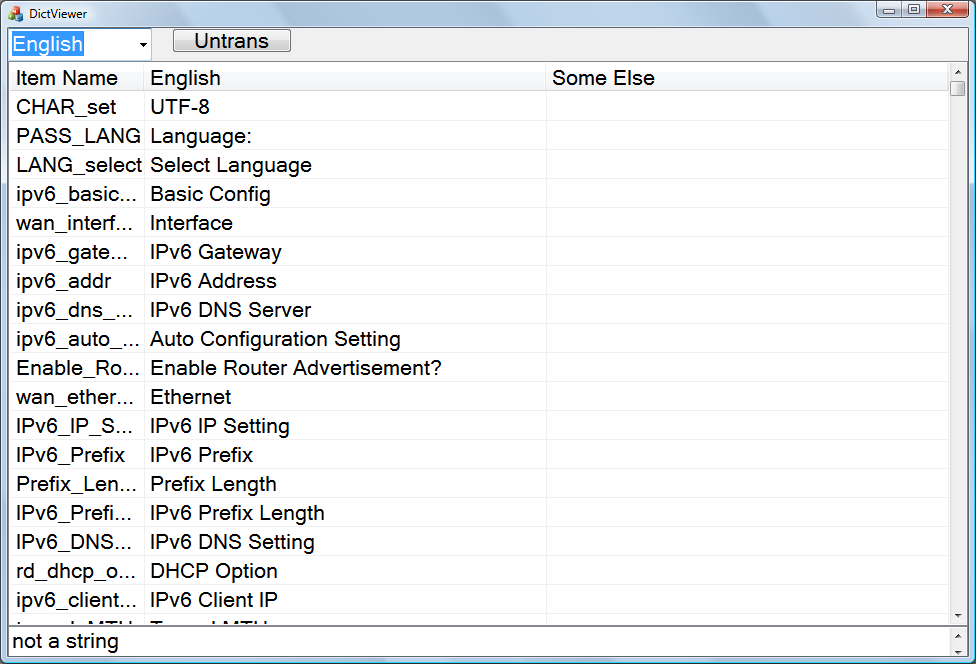 DictViewer
English Untrans
Item Name English Some Else
CHAR_set UTF-8
PASS_LANG Language:
LANG_select Select Language
ipv6_basic... Basic Config
wan_interf... Interface
ipv6_gate... IPv6 Gateway
ipv6_addr IPv6 Address
ipv6_dns_... IPv6 DNS Server
ipv6_auto_... Auto Configuration Setting
Enable_Ro... Enable Router Advertisement?
wan_ether... Ethernet
IPv6_IP_S... IPv6 IP Setting
IPv6_Prefix IPv6 Prefix
Prefix_Len... Prefix Length
IPv6_Prefi... IPv6 Prefix Length
IPv6_DNS... IPv6 DNS Setting
rd_dhcp_o... DHCP Option
ipv6_client... IPv6 Client IP
not a string